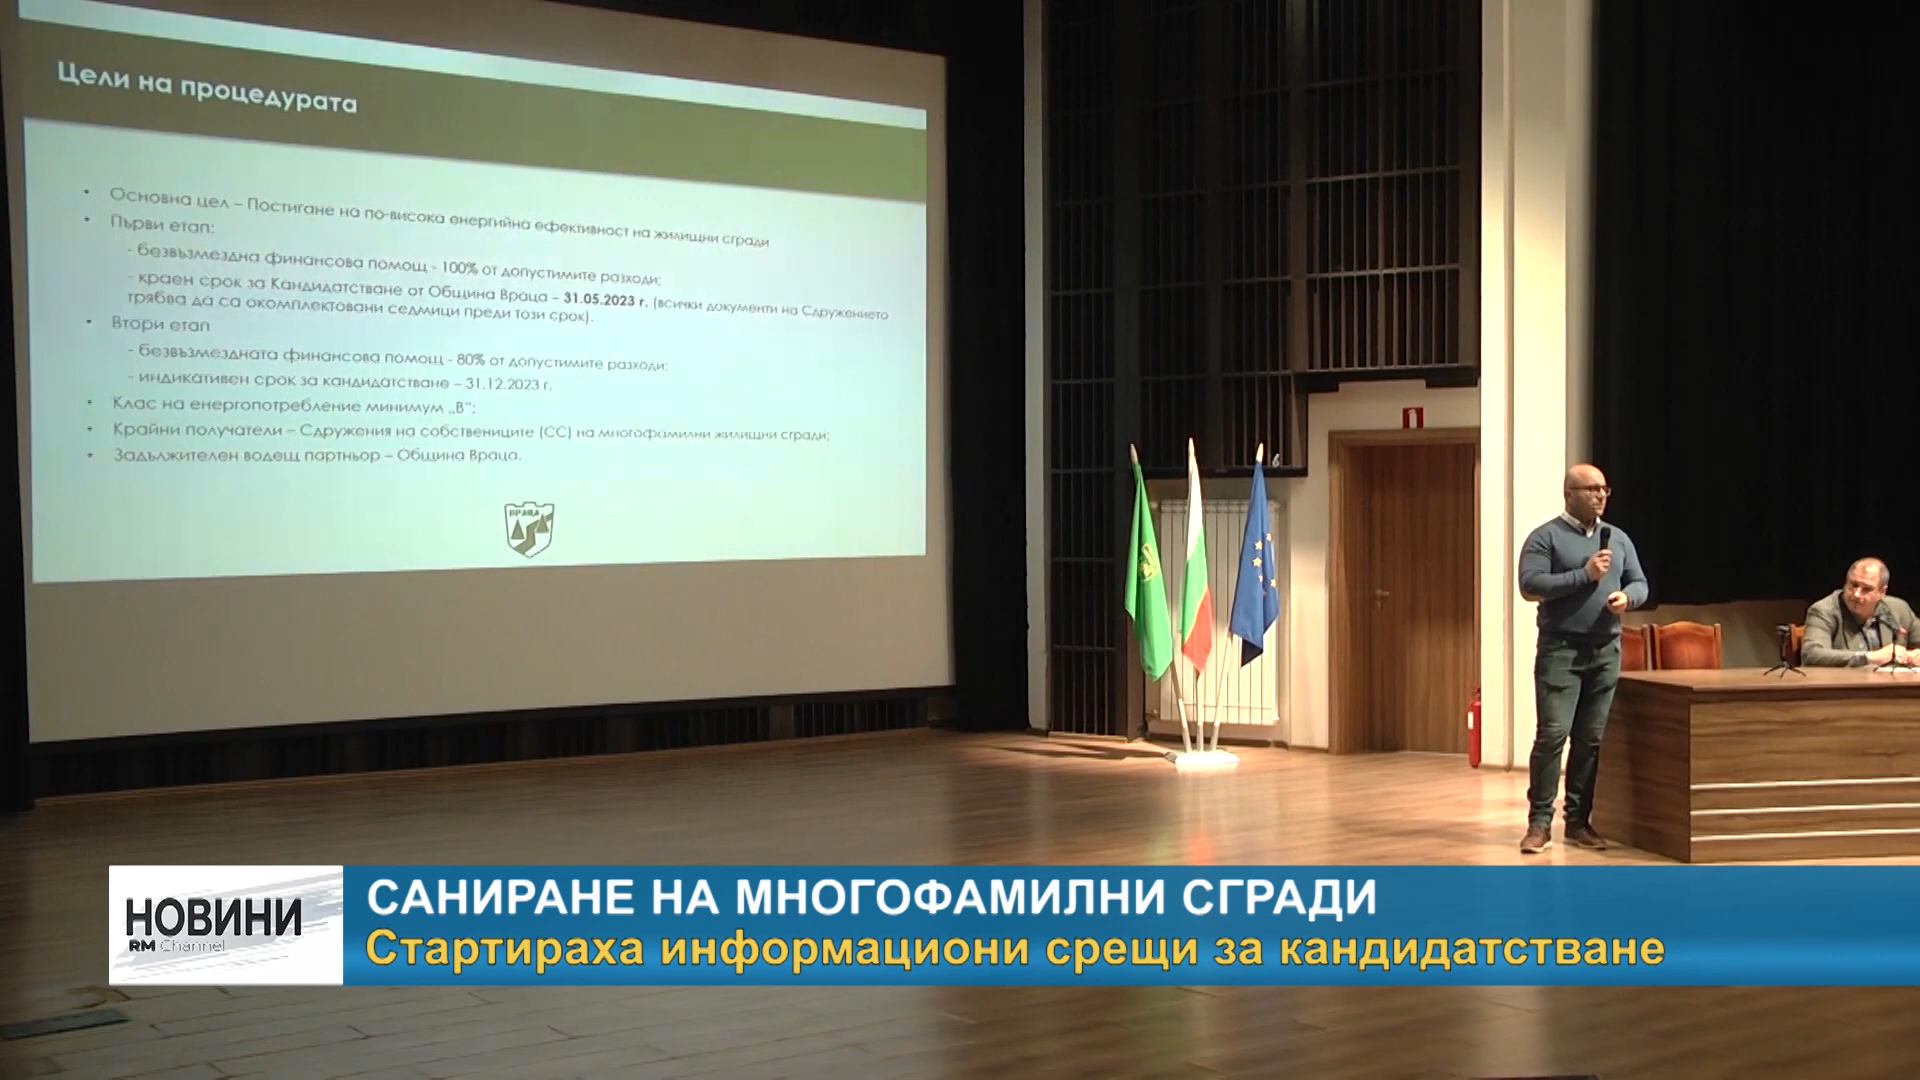 Цели на процедурата
• Основна цел – Постигане на по-висока енергийна ефективност на жилищни сгради
• Първи етап:
- безвъзмездна финансова помощ - 100% от допустимите разходи;
- краен срок за Кандидатстване от Община Враца – 31.05.2023 г. (всички документи на Сдружението
трябва да са окомплектовани седмици преди този срок).
• Втори етап
- безвъзмездната финансова помощ - 80% от допустимите разходи;
- индикативен срок за кандидатстване – 31.12.2023 г.
• Клас на енергопотребление минимум „В“;
• Крайни получатели – Сдружения на собствениците (СС) на многофамилни жилищни сгради;
• Задължителен водещ партньор – Община Враца.
ВРАЦА
6
НОВИНИ
RM Channel
САНИРАНЕ НА МНОГОФАМИЛНИ СГРАДИ
Стартираха информациони срещи за кандидатстване